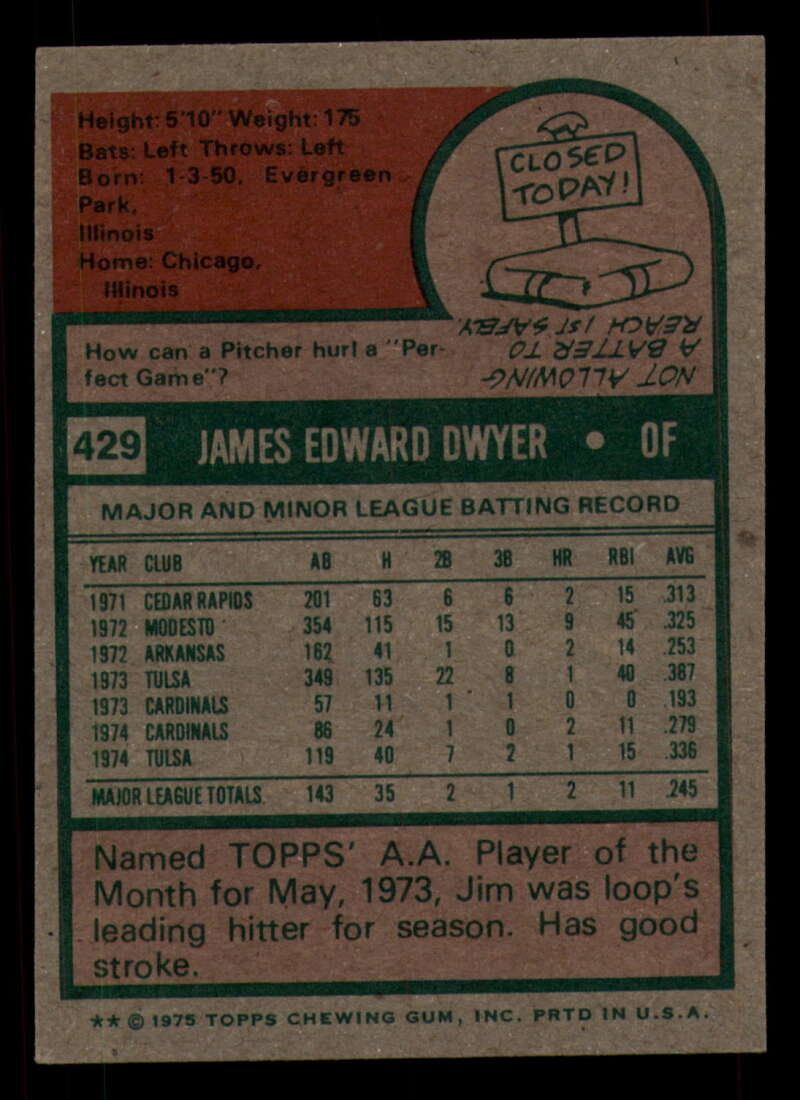 Height: 5'10" Weight: 175
Bats: Left Throws: Left
Born: 1-3-50, Evergreen
Park,
Illinois
Home: Chicago,
Illinois
CLOSED
TODAY!
How can a Pitcher hurl a "Per-
fect Game"?
NOT ALLOWING
A BATTER TO
REACH 1ST SAFELY.
429 JAMES EDWARD DWYER • OF
MAJOR AND MINOR LEAGUE BATTING RECORD
YEAR CLUB AB H 2B 3B HR RBI AVG
1971 CEDAR RAPIDS 201 63 6 6 2 15 .313
1972 MODESTO 354 115 15 13 9 45 .325
1972 ARKANSAS 162 41 1 0 2 14 .253
1973 TULSA 349 135 22 8 1 40 .387
1973 CARDINALS 57 11 1 1 0 0 .193
1974 CARDINALS 86 24 1 0 2 11 .279
1974 TULSA 119 40 7 2 1 15 .336
MAJOR LEAGUE TOTALS 143 35 2 1 2 11 .245
Named TOPPS' A.A. Player of the
Month for May, 1973, Jim was loop's
leading hitter for season. Has good
stroke.
** © 1975 TOPPS CHEWING GUM, INC. PRTD IN U.S.A.